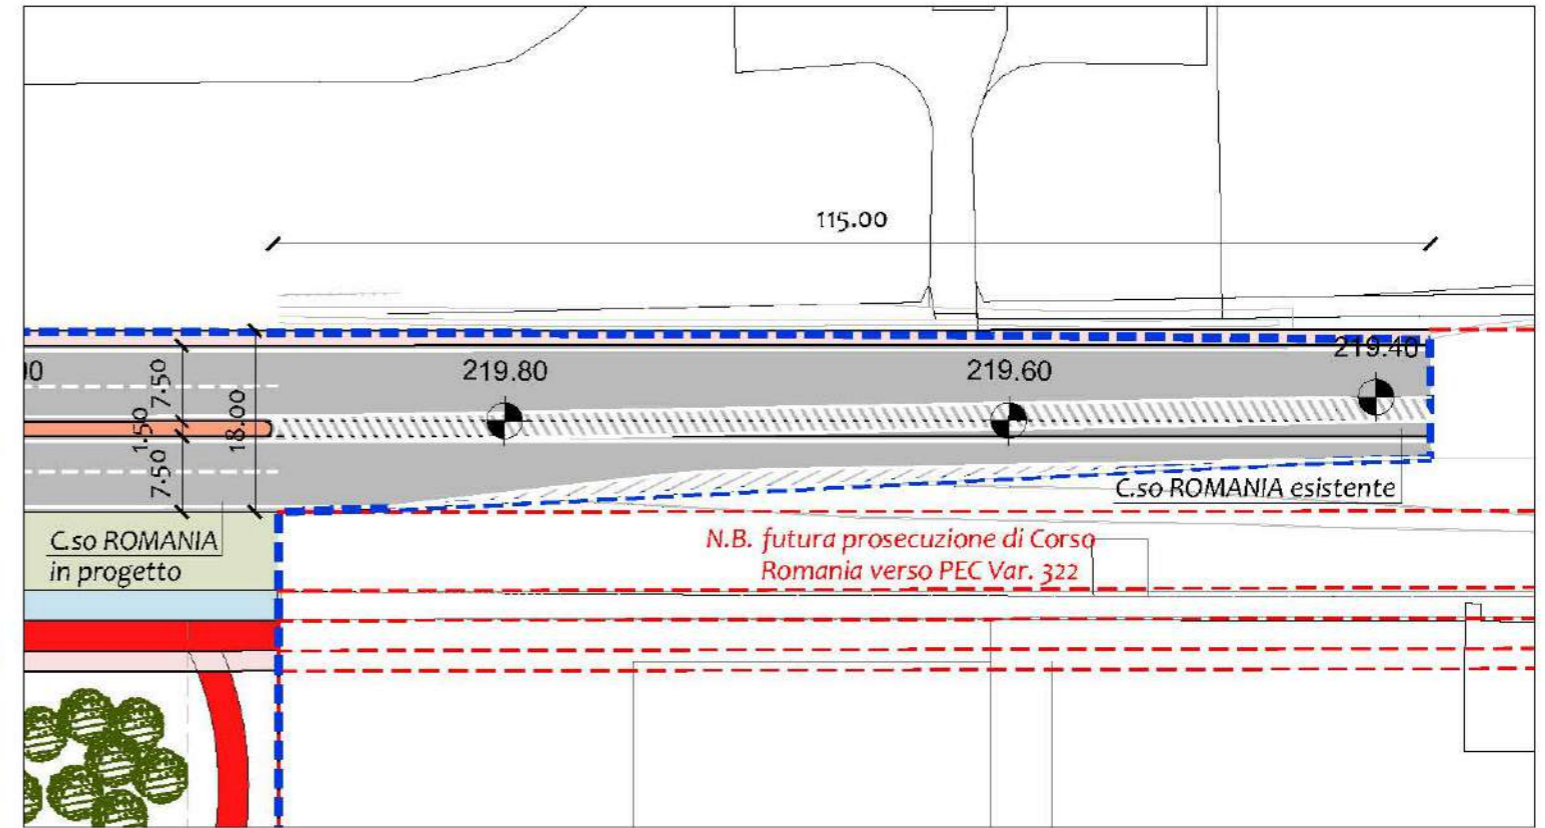 115.00
219.40
00
219.80
219.60
7.50
1.50
18.00
7.50
C.so ROMANIA esistente
C.so ROMANIA
in progetto
N.B. futura prosecuzione di Corso
Romania verso PEC Var. 322